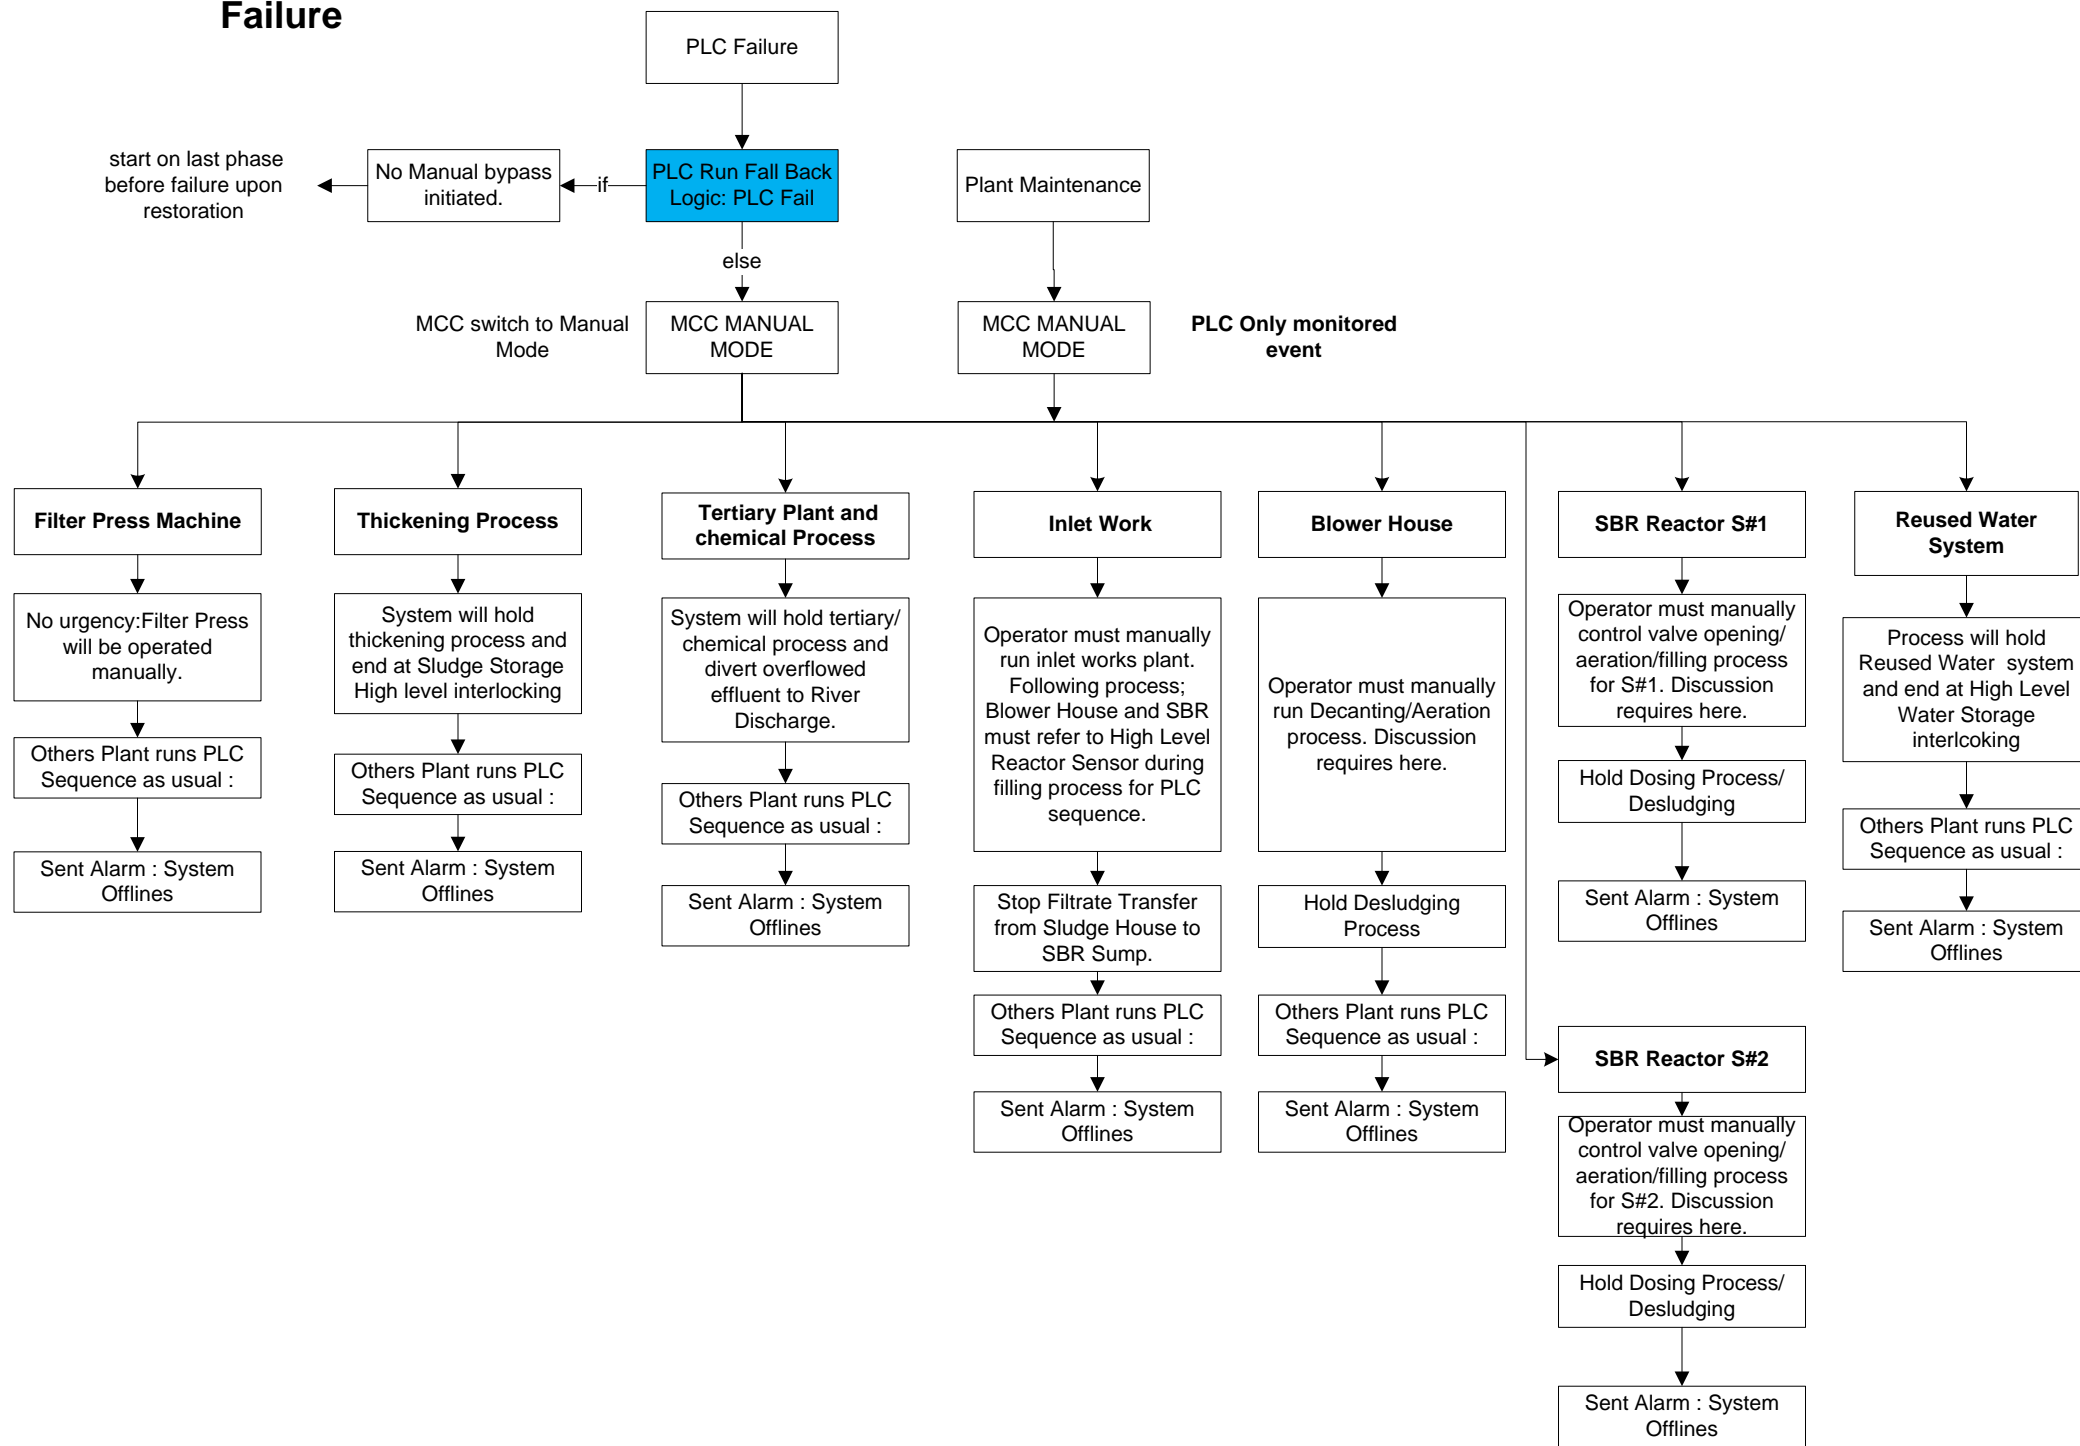 Failure
PLC Failure
start on last phase
before failure upon
restoration
No Manual bypass
initiated.
if
PLC Run Fall Back
Logic: PLC Fail
Plant Maintenance
else
MCC switch to Manual
Mode
MCC MANUAL
MODE
MCC MANUAL
MODE
PLC Only monitored
event
Filter Press Machine
No urgency:Filter Press
will be operated
manually.
Others Plant runs PLC
Sequence as usual :
Sent Alarm : System
Offlines
Thickening Process
System will hold
thickening process and
end at Sludge Storage
High level interlocking
Others Plant runs PLC
Sequence as usual :
Sent Alarm : System
Offlines
Tertiary Plant and
chemical Process
System will hold tertiary/
chemical process and
divert overflowed
effluent to River
Discharge.
Others Plant runs PLC
Sequence as usual :
Sent Alarm : System
Offlines
Inlet Work
Operator must manually
run inlet works plant.
Following process;
Blower House and SBR
must refer to High Level
Reactor Sensor during
filling process for PLC
sequence.
Stop Filtrate Transfer
from Sludge House to
SBR Sump.
Others Plant runs PLC
Sequence as usual :
Sent Alarm : System
Offlines
Blower House
Operator must manually
run Decanting/Aeration
process. Discussion
requires here.
Hold Desludging
Process
Others Plant runs PLC
Sequence as usual :
Sent Alarm : System
Offlines
SBR Reactor S#1
Operator must manually
control valve opening/
aeration/filling process
for S#1. Discussion
requires here.
Hold Dosing Process/
Desludging
Sent Alarm : System
Offlines
SBR Reactor S#2
Operator must manually
control valve opening/
aeration/filling process
for S#2. Discussion
requires here.
Hold Dosing Process/
Desludging
Sent Alarm : System
Offlines
Reused Water
System
Process will hold
Reused Water  system
and end at High Level
Water Storage
interlcoking
Others Plant runs PLC
Sequence as usual :
Sent Alarm : System
Offlines